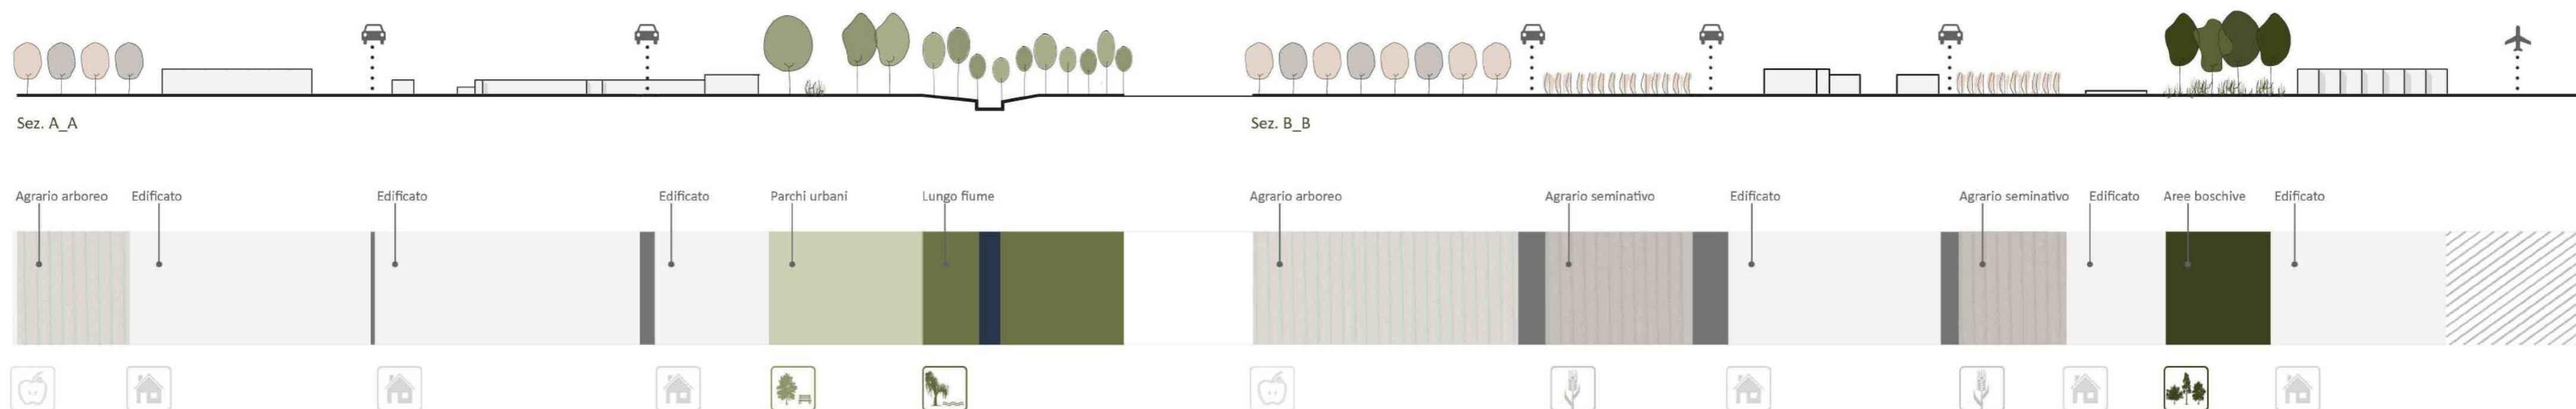 Sez. A_A
Sez. B_B
Agrario arboreo
Edificato
Edificato
Edificato
Parchi urbani
Lungo fiume
Agrario arboreo
Agrario seminativo
Edificato
Agrario seminativo
Edificato
Aree boschive
Edificato